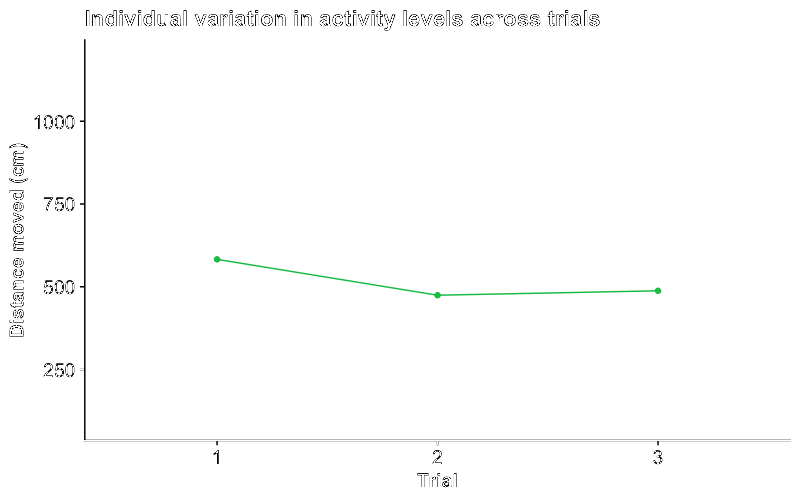 Individual variation in activity levels across trials
1000
750
500
250
Distance moved (cm)
1
2
3
Trial